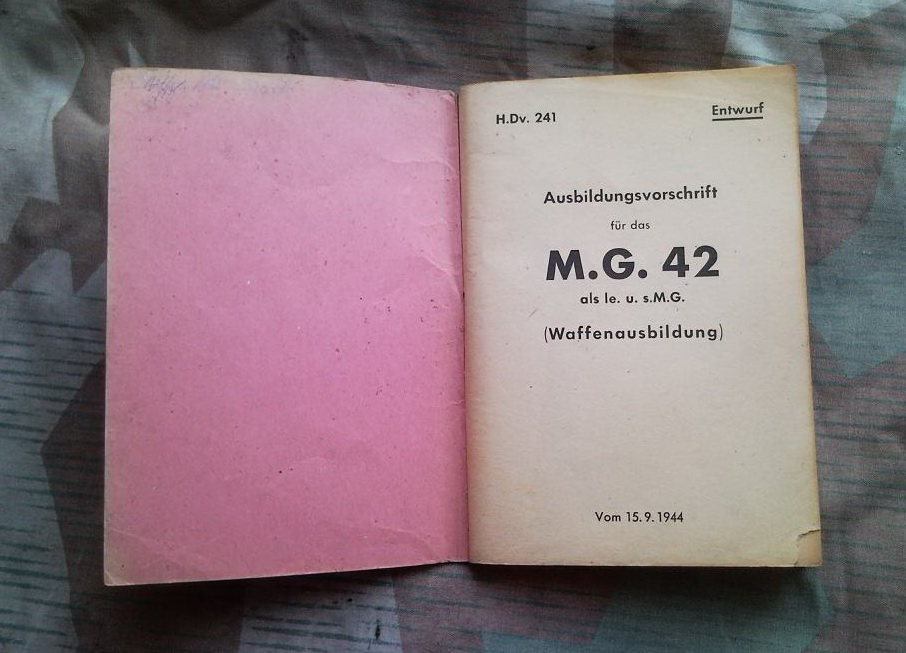 H.Dv. 241
Entwurf
Ausbildungsvorschrift
für das
M.G. 42
als le. u. s.M.G.
(Waffenausbildung)
Vom 15.9.1944